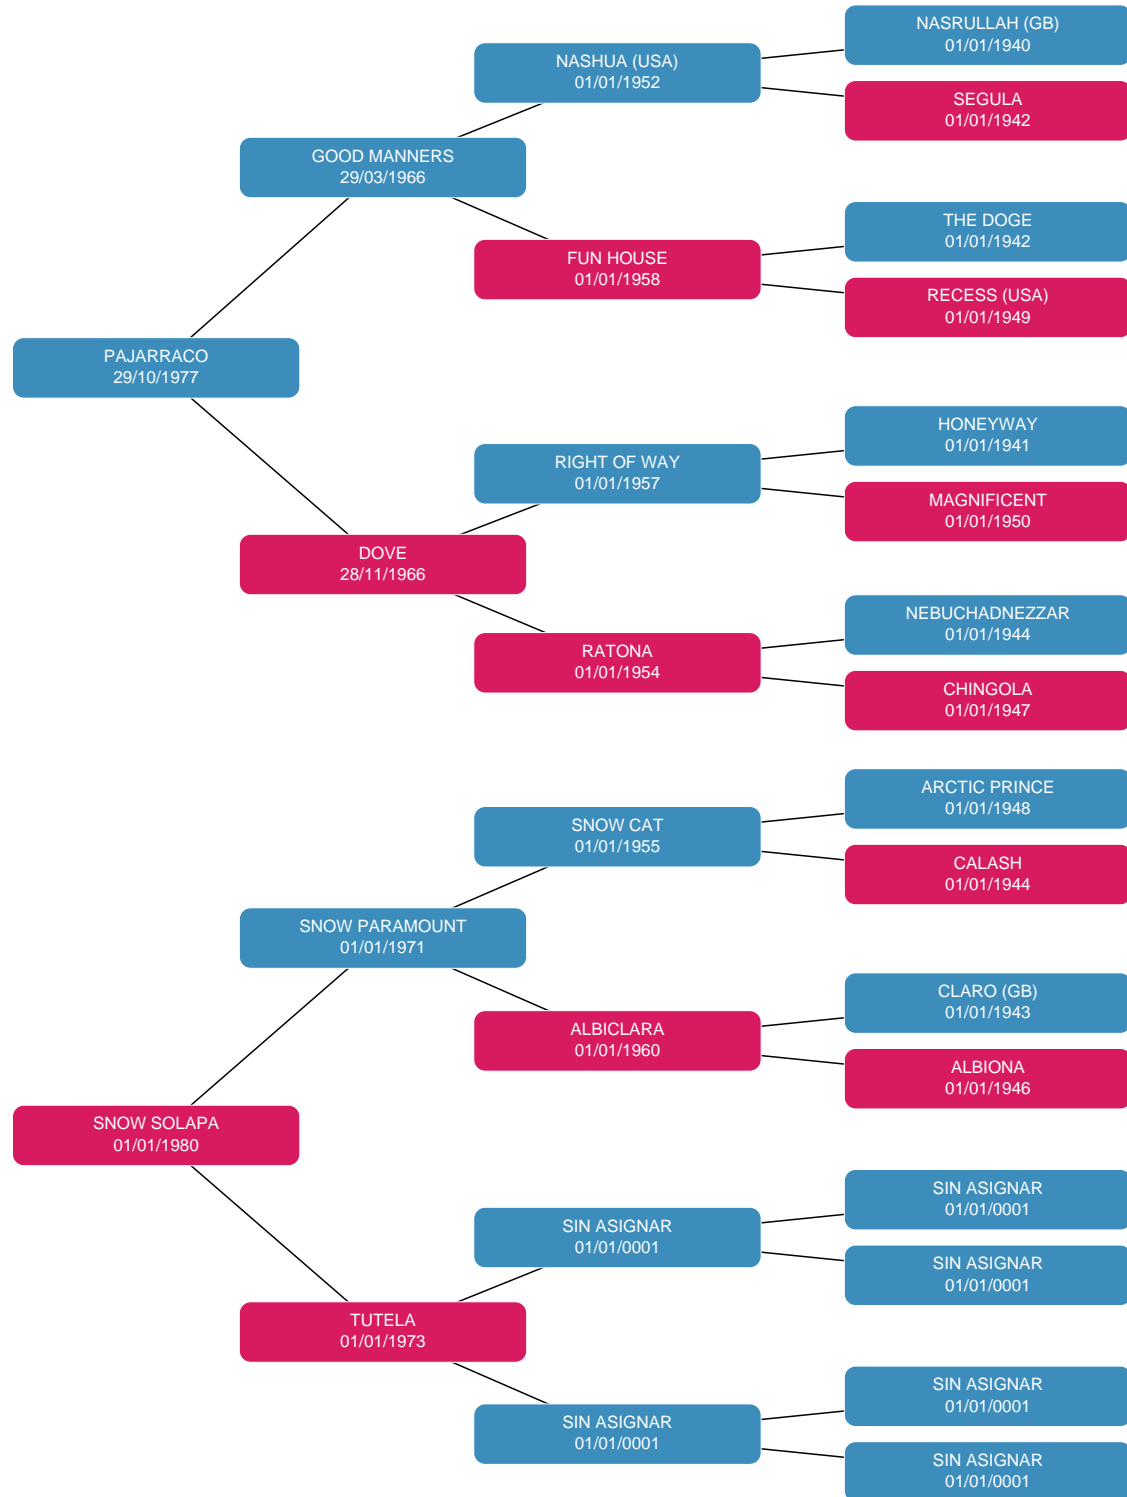 NASRULLAH (GB)
01/01/1940
NASHUA (USA)
01/01/1952
SEGULA
01/01/1942
GOOD MANNERS
29/03/1966
THE DOGE
01/01/1942
FUN HOUSE
01/01/1958
RECESS (USA)
01/01/1949
PAJARRACO
29/10/1977
HONEYWAY
01/01/1941
RIGHT OF WAY
01/01/1957
MAGNIFICENT
01/01/1950
DOVE
28/11/1966
NEBUCHADNEZZAR
01/01/1944
RATONA
01/01/1954
CHINGOLA
01/01/1947
ARCTIC PRINCE
01/01/1948
SNOW CAT
01/01/1955
CALASH
01/01/1944
SNOW PARAMOUNT
01/01/1971
CLARO (GB)
01/01/1943
ALBICLARA
01/01/1960
ALBIONA
01/01/1946
SNOW SOLAPA
01/01/1980
SIN ASIGNAR
01/01/0001
SIN ASIGNAR
01/01/0001
SIN ASIGNAR
01/01/0001
TUTELA
01/01/1973
SIN ASIGNAR
01/01/0001
SIN ASIGNAR
01/01/0001
SIN ASIGNAR
01/01/0001